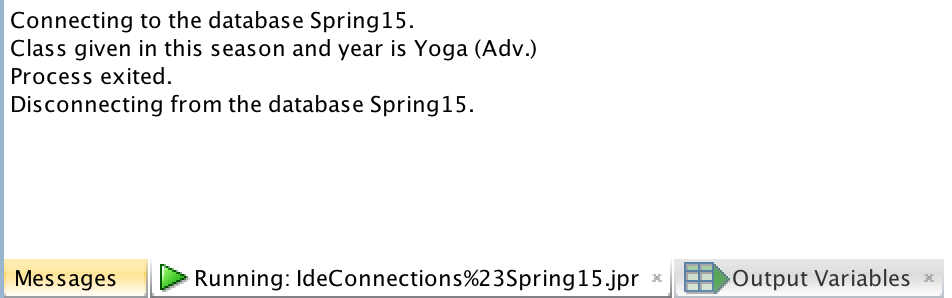 Connecting to the database Spring15.
Class given in this season and year is Yoga (Adv.)
Process exited.
Disconnecting from the database Spring15.
Messages Running: IdeConnections%23Spring15.jpr Output Variables